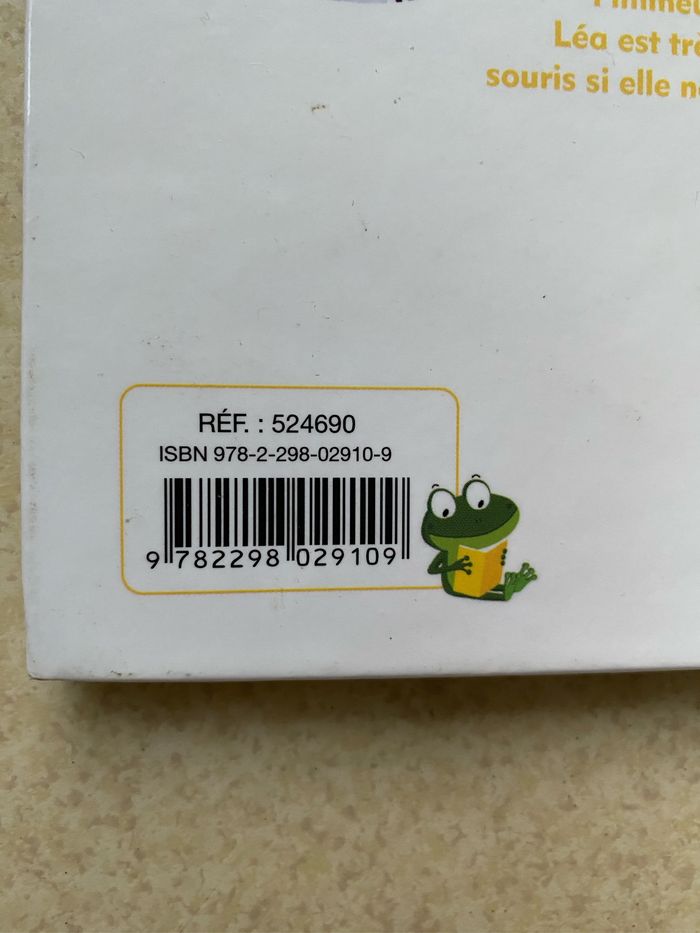 Léa est
souris si elle
RÉF. : 524690
ISBN 978-2-298-02910-9
9 782298 029109